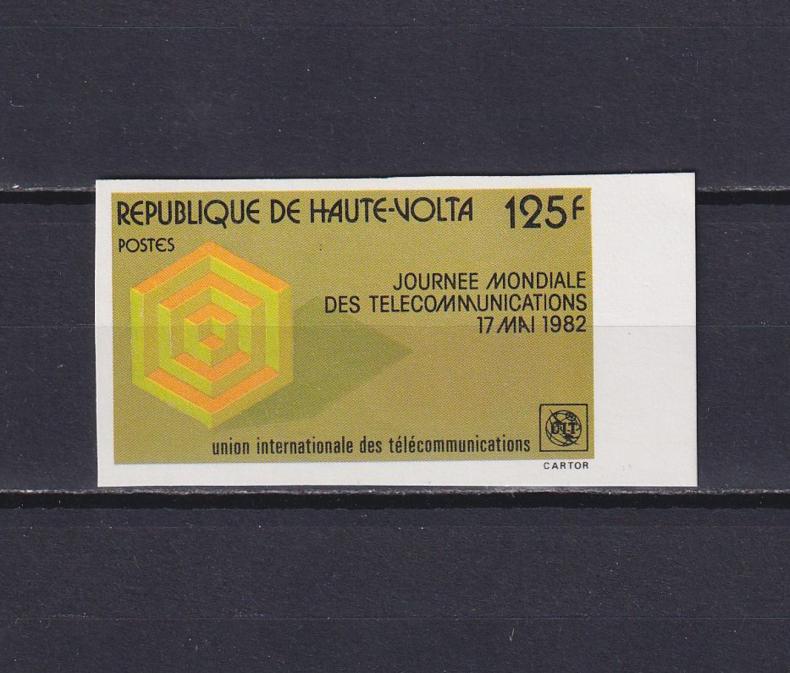 REPUBLIQUE DE HAUTE-VOLTA 125F
POSTES
JOURNEE MONDIALE
DES TELECOMMUNICATIONS
17 MAI 1982
union internationale des télécommunications
UIT
CARTOR